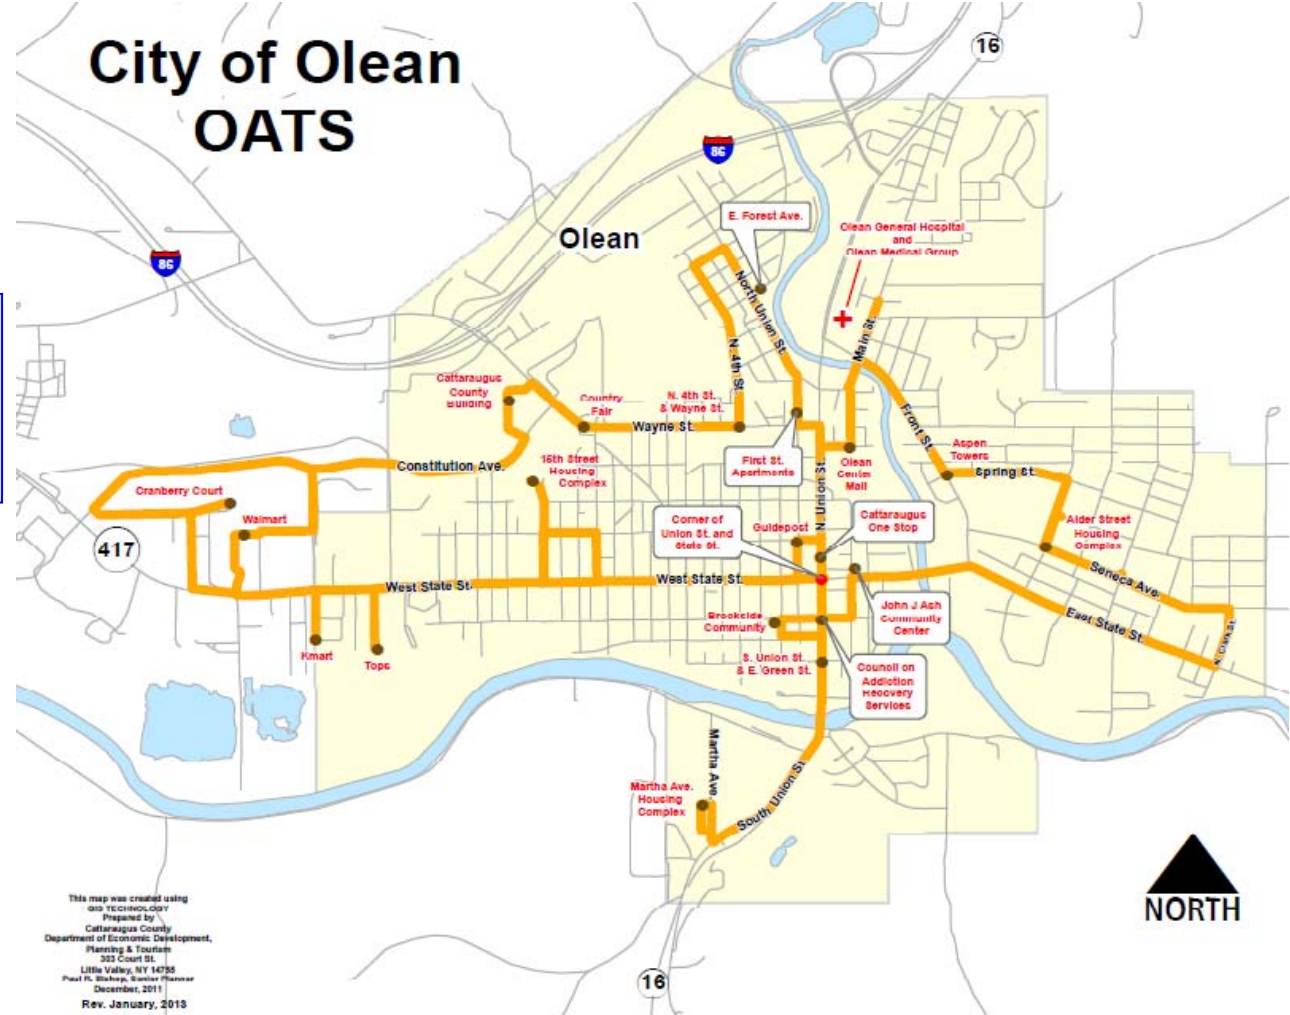 City of Olean
OATS
16
86
E. Forest Ave.
Olean General Hospital
and
Olean Medical Group
Olean
86
North Union St.
Main St.
N. 4th St.
Cattaraugus
County
Building
Country
Fair
N. 4th St.
& Wayne St.
Wayne St.
Front St.
Aspen
Towers
Constitution Ave.
15th Street
Housing
Complex
First St.
Apartments
Olean
Center
Mall
Spring St.
Cranberry Court
N. Union St.
Walmart
Corner of
Union St. and
State St.
Guidepost
Cattaraugus
One Stop
Alder Street
Housing
Complex
417
West State St.
West State St.
Seneca Ave.
East State St.
N. Clark St.
Brookside
Community
John J Ash
Community
Center
Kmart
Tops
S. Union St.
& E. Green St.
Council on
Addiction
Recovery
Services
Martha Ave.
Martha Ave.
Housing
Complex
South Union St.
NORTH
This map was created using
GIS TECHNOLOGY
Prepared by
Cattaraugus County
Department of Economic Development,
Planning & Tourism
303 Court St.
Little Valley, NY 14755
Paul R. Bishop, Senior Planner
December, 2011
Rev. January, 2013
16